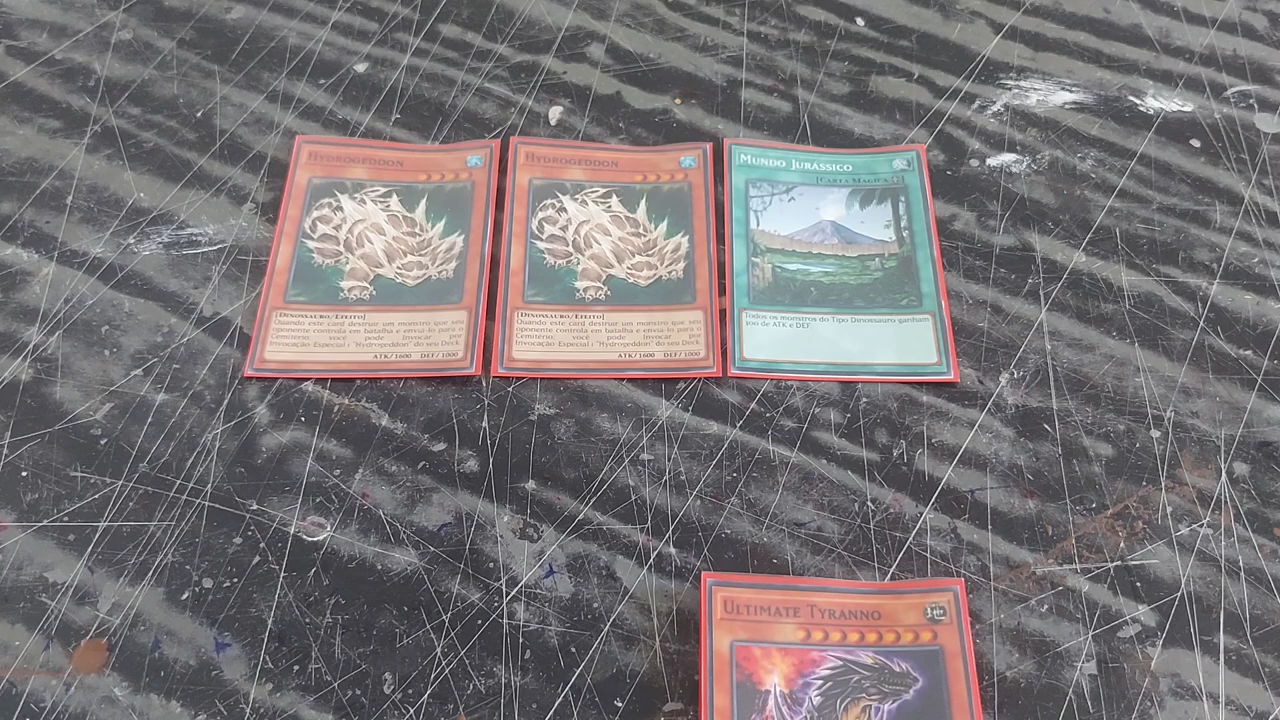 HYDROGEDDON
[DINOSSAURO/EFEITO]
Quando este card destruir um monstro que seu
oponente controla em batalha e enviá-lo para o
Cemitério, você pode Invocar por
Invocação-Especial 1 "Hydrogeddon" do seu Deck.
ATK/1600 DEF/1000
HYDROGEDDON
[DINOSSAURO/EFEITO]
Quando este card destruir um monstro que seu
oponente controla em batalha e enviá-lo para o
Cemitério, você pode Invocar por
Invocação-Especial 1 "Hydrogeddon" do seu Deck.
ATK/1600 DEF/1000
MUNDO JURÁSSICO
[CARTA MÁGICA]
Todos os monstros do Tipo Dinossauro ganham
300 de ATK e DEF.
ULTIMATE TYRANNO